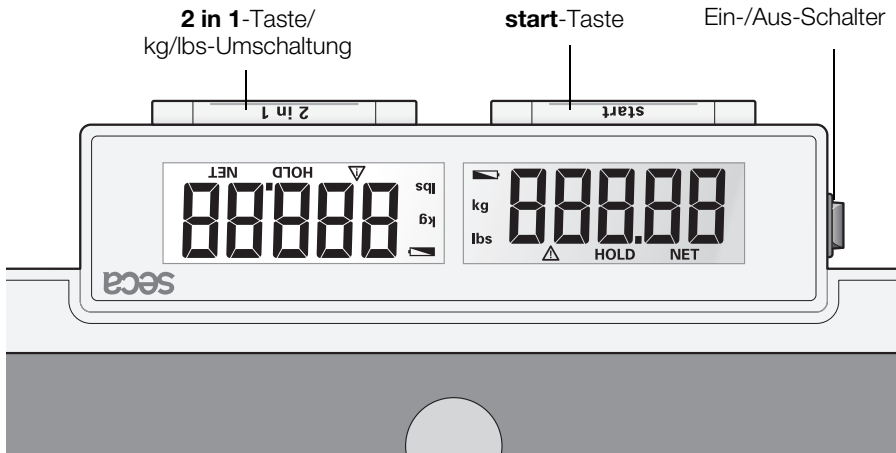 2 in 1-Taste/
kg/lbs-Umschaltung
start-Taste
Ein-/Aus-Schalter
2 in 1
start
NET HOLD
88.888
lbs
kg
kg
lbs
888.88
HOLD NET
seca